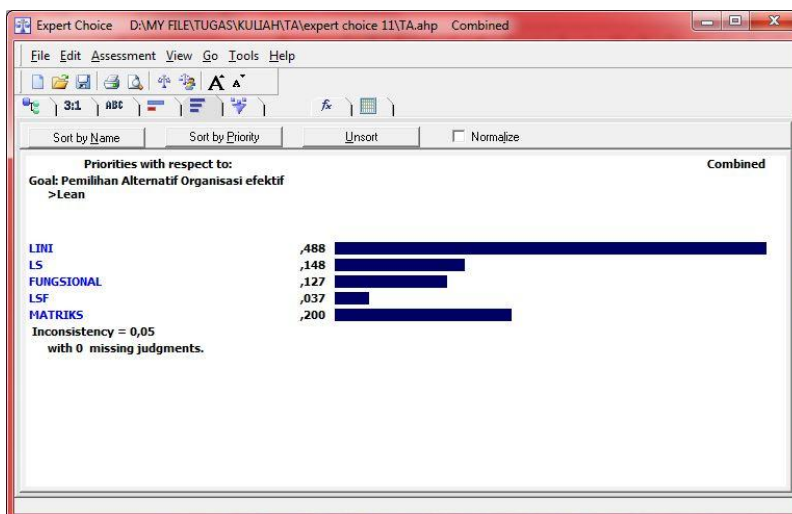 Expert Choice D:\MY FILE\TUGAS\KULIAH\TA\expert choice 11\TA.ahp Combined
File Edit Assessment View Go Tools Help
A A
3:1 ABC fx
Sort by Name Sort by Priority Unsort Normalize
Priorities with respect to: Combined
Goal: Pemilihan Alternatif Organisasi efektif
>Lean
LINI ,488
LS ,148
FUNGSIONAL ,127
LSF ,037
MATRIKS ,200
Inconsistency = 0,05
with 0 missing judgments.